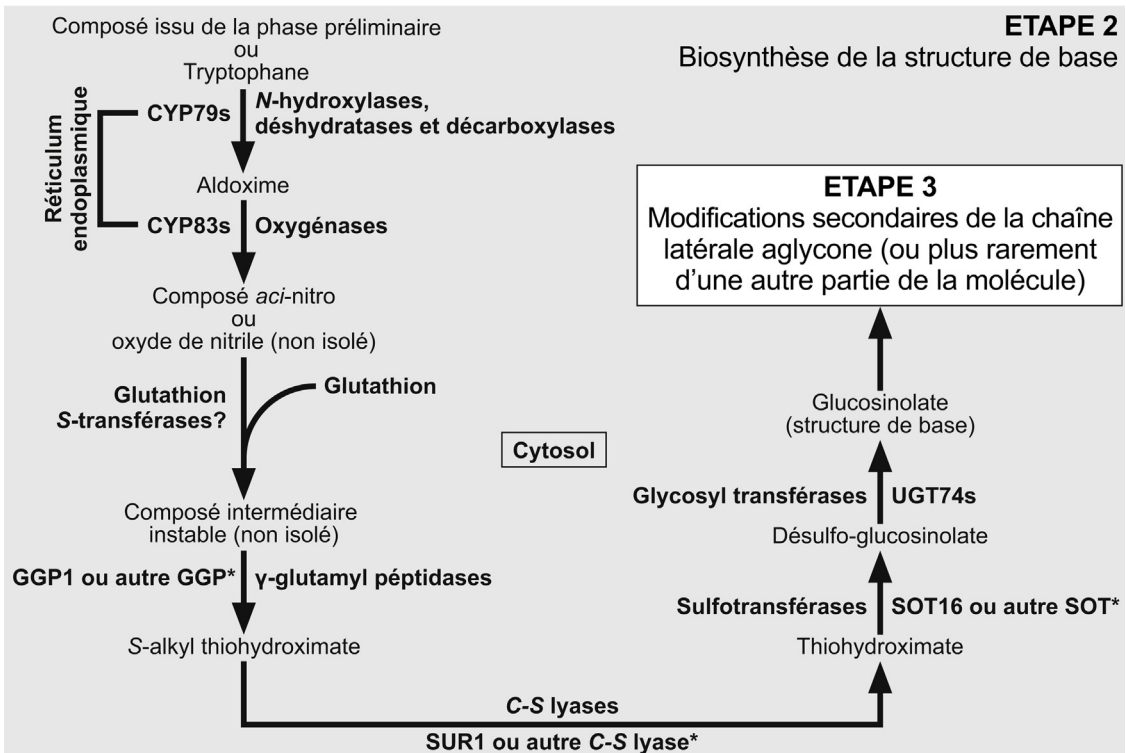 ETAPE 2
Biosynthèse de la structure de base
Composé issu de la phase préliminaire
ou
Tryptophane
Réticulum
endoplasmique
CYP79s
N-hydroxylases,
déshydratases et décarboxylases
Aldoxime
CYP83s
Oxygénases
Composé aci-nitro
ou
oxyde de nitrile (non isolé)
Glutathion
S-transférases?
Glutathion
Composé intermédiaire
instable (non isolé)
GGP1 ou autre GGP*
γ-glutamyl péptidases
S-alkyl thiohydroximate
C-S lyases
SUR1 ou autre C-S lyase*
Cytosol
Thiohydroximate
Sulfotransférases
SOT16 ou autre SOT*
Désulfo-glucosinolate
Glycosyl transférases
UGT74s
Glucosinolate
(structure de base)
ETAPE 3
Modifications secondaires de la chaîne
latérale aglycone (ou plus rarement
d'une autre partie de la molécule)